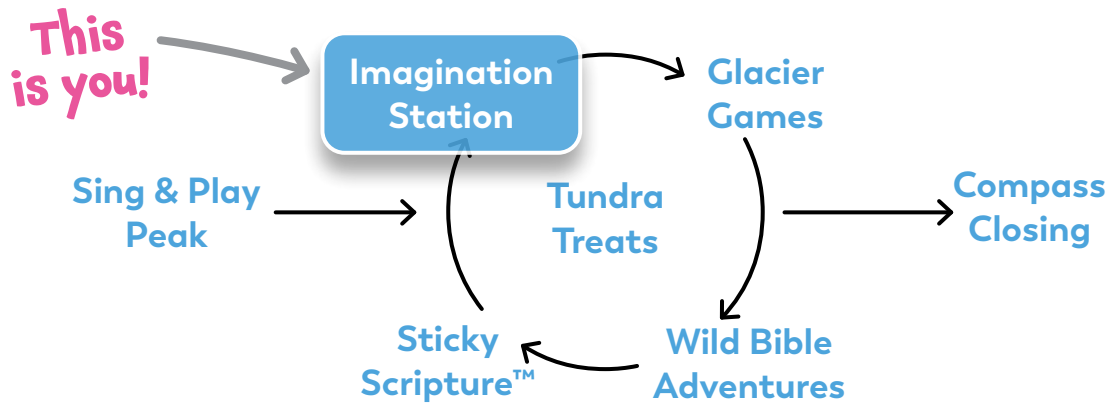 This
is you!
Imagination
Station
Glacier
Games
Sing & Play
Peak
Tundra
Treats
Compass
Closing
Sticky
Scripture™
Wild Bible
Adventures